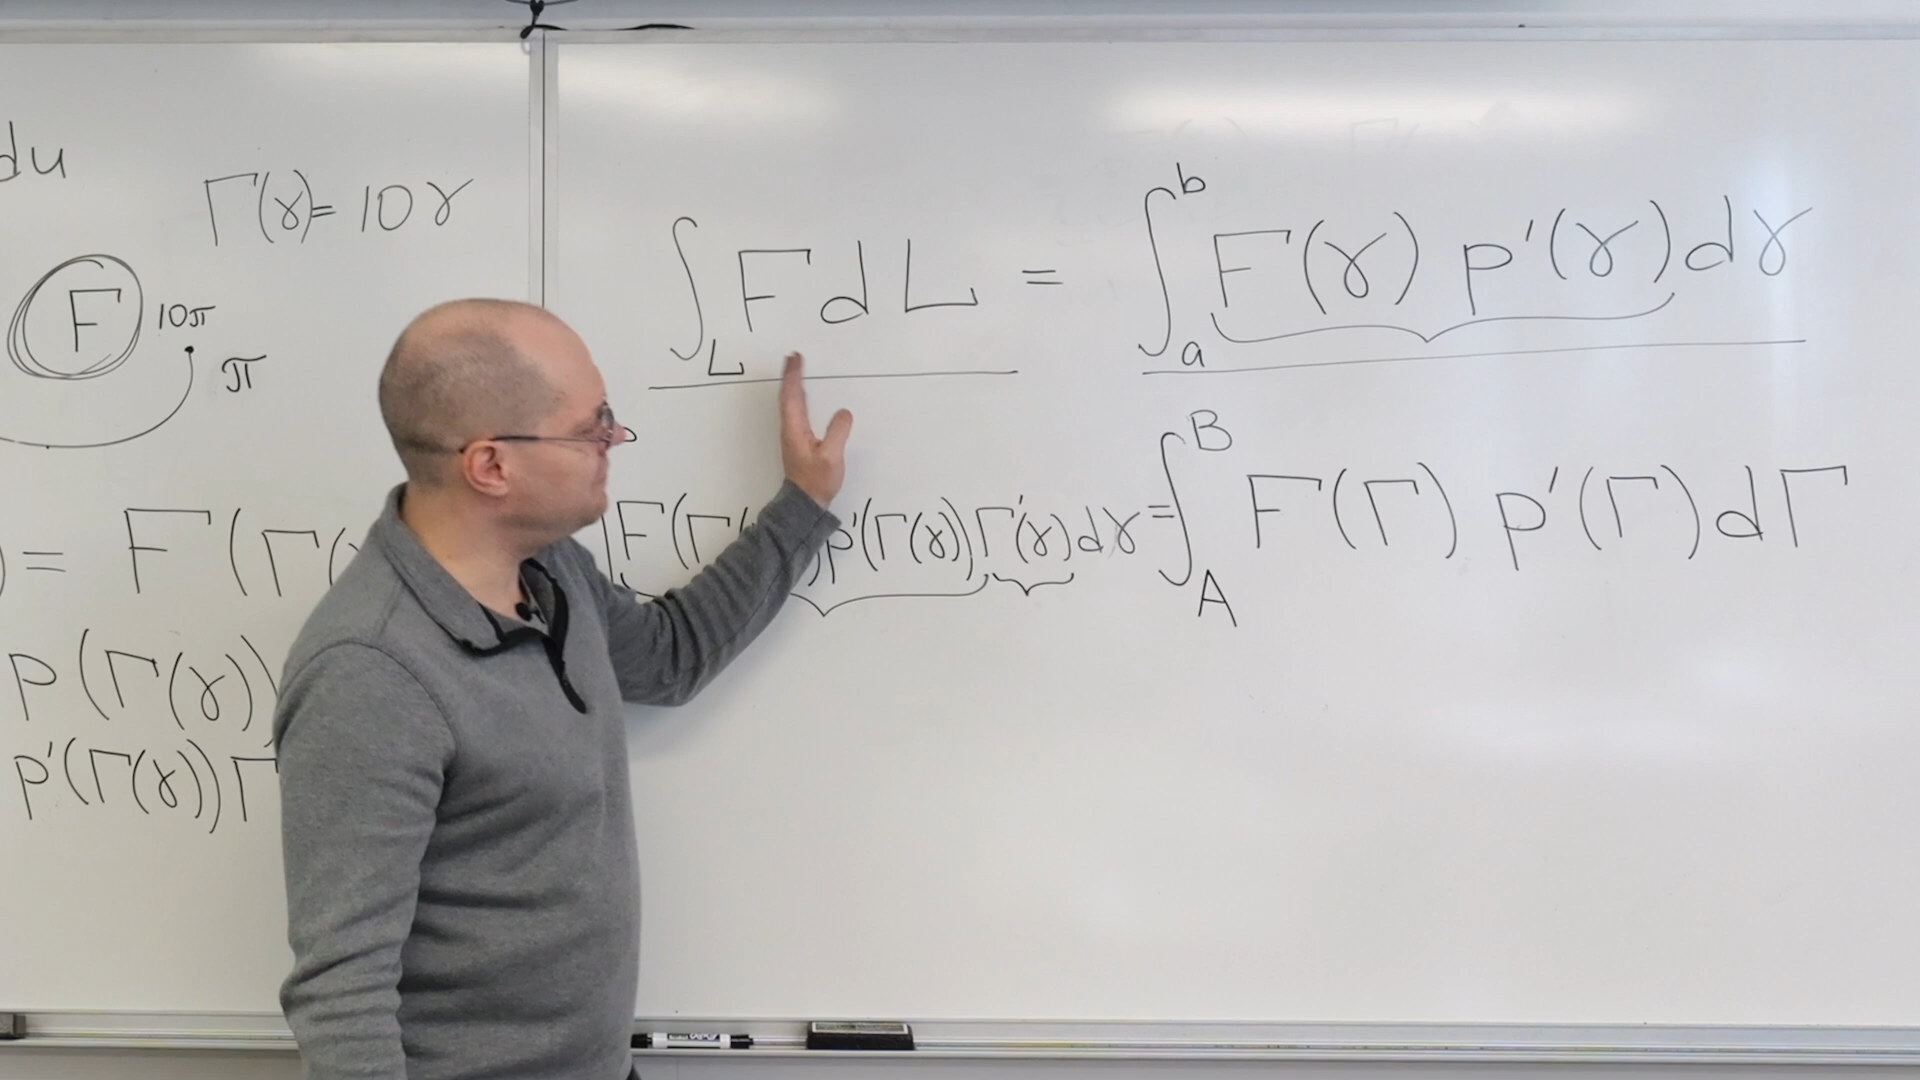 du
Γ(γ) = 10γ
F 10π
π
) = F(Γ(
P(Γ(γ))
P'(Γ(γ))Γ
∫_L F dL = ∫_a^b F(γ) p'(γ) dγ
F(Γ( p'(Γ(γ)) Γ'(γ) dγ = ∫_A^B F(Γ) p'(Γ) dΓ